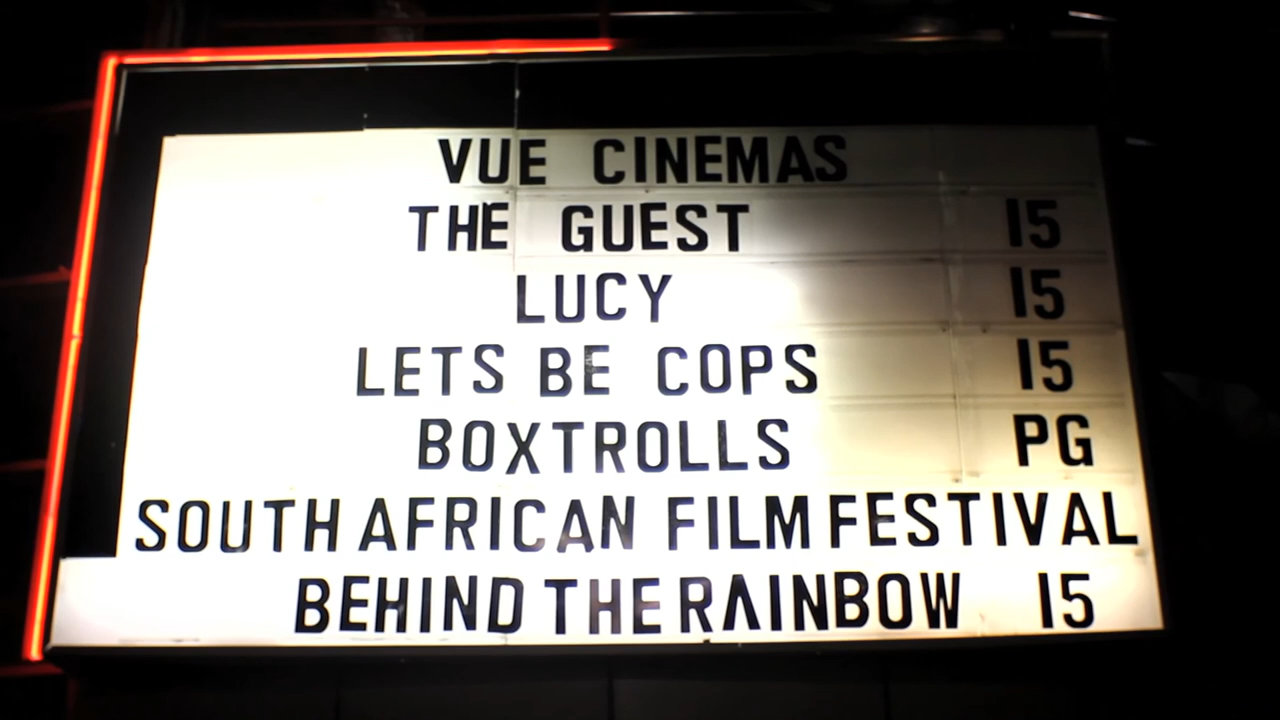 VUE CINEMAS
THE GUEST 15
LUCY 15
LETS BE COPS 15
BOXTROLLS PG
SOUTH AFRICAN FILM FESTIVAL
BEHIND THE RAINBOW 15